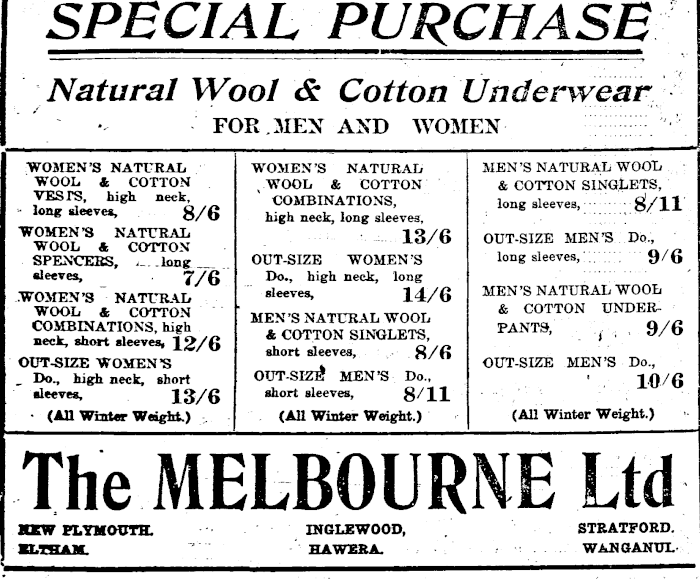 SPECIAL PURCHASE
Natural Wool & Cotton Underwear
FOR MEN AND WOMEN
WOMEN'S NATURAL
WOOL & COTTON
VESTS, high neck,
long sleeves, 8/6
WOMEN'S NATURAL
WOOL & COTTON
SPENCERS, long
sleeves, 7/6
WOMEN'S NATURAL
WOOL & COTTON
COMBINATIONS, high
neck, short sleeves, 12/6
OUT-SIZE WOMEN'S
Do., high neck, short
sleeves, 13/6
(All Winter Weight.)
WOMEN'S NATURAL
WOOL & COTTON
COMBINATIONS,
high neck, long sleeves,
13/6
OUT-SIZE WOMEN'S
Do., high neck, long
sleeves, 14/6
MEN'S NATURAL WOOL
& COTTON SINGLETS,
short sleeves, 8/6
OUT-SIZE MEN'S Do.,
short sleeves, 8/11
(All Winter Weight.)
MEN'S NATURAL WOOL
& COTTON SINGLETS,
long sleeves, 8/11
OUT-SIZE MEN'S Do.,
long sleeves, 9/6
MEN'S NATURAL WOOL
& COTTON UNDER-
PANTS, 9/6
OUT-SIZE MEN'S Do.,
10/6
(All Winter Weight.)
The MELBOURNE Ltd
NEW PLYMOUTH. INGLEWOOD, STRATFORD.
ELTHAM. HAWERA. WANGANUI.